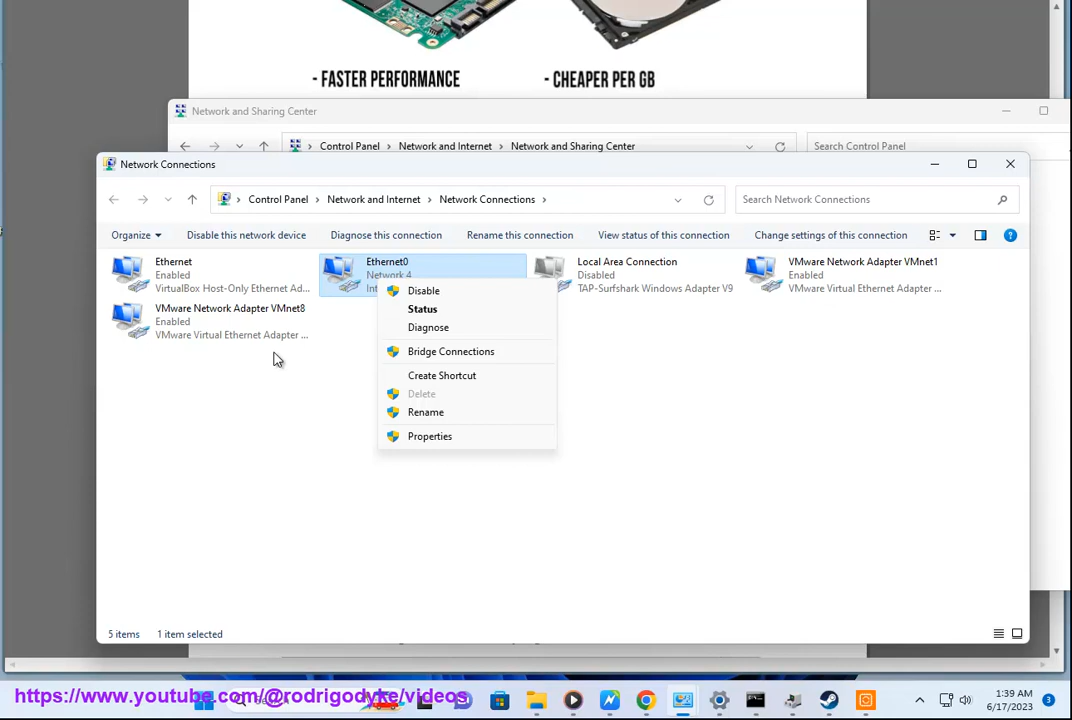 - FASTER PERFORMANCE
- CHEAPER PER GB
Network and Sharing Center
Control Panel > Network and Internet > Network and Sharing Center
Search Control Panel
Network Connections
Control Panel > Network and Internet > Network Connections >
Search Network Connections
Organize
Disable this network device
Diagnose this connection
Rename this connection
View status of this connection
Change settings of this connection
Ethernet
Enabled
VirtualBox Host-Only Ethernet Ad...
Ethernet0
Network 4
Local Area Connection
Disabled
TAP-Surfshark Windows Adapter V9
VMware Network Adapter VMnet1
Enabled
VMware Virtual Ethernet Adapter ...
VMware Network Adapter VMnet8
Enabled
VMware Virtual Ethernet Adapter ...
Disable
Status
Diagnose
Bridge Connections
Create Shortcut
Delete
Rename
Properties
5 items
1 item selected
https://www.youtube.com/@rodrigodyke/videos
1:39 AM
6/17/2023
3